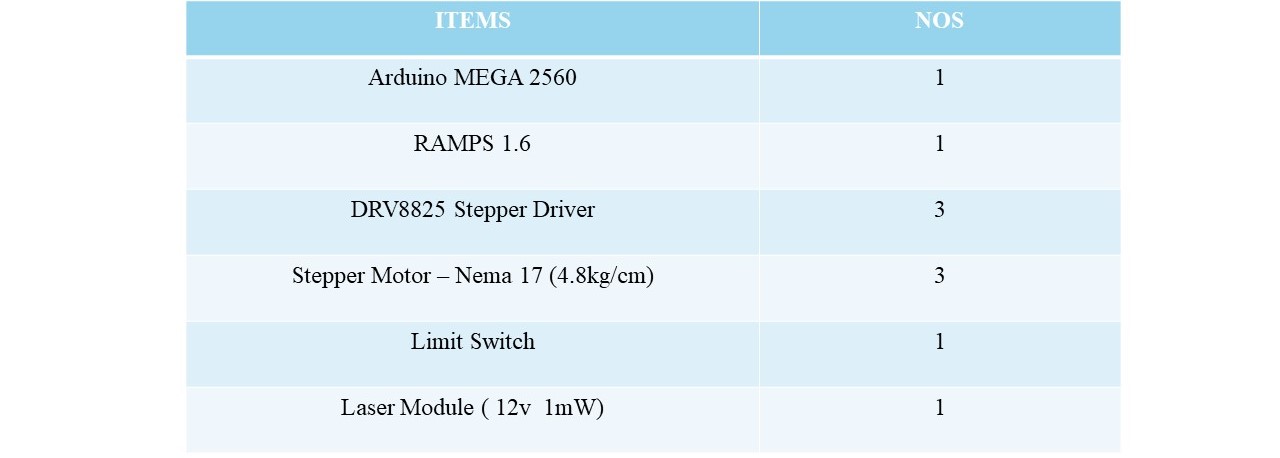 ITEMS NOS
Arduino MEGA 2560 1
RAMPS 1.6 1
DRV8825 Stepper Driver 3
Stepper Motor – Nema 17 (4.8kg/cm) 3
Limit Switch 1
Laser Module ( 12v  1mW) 1